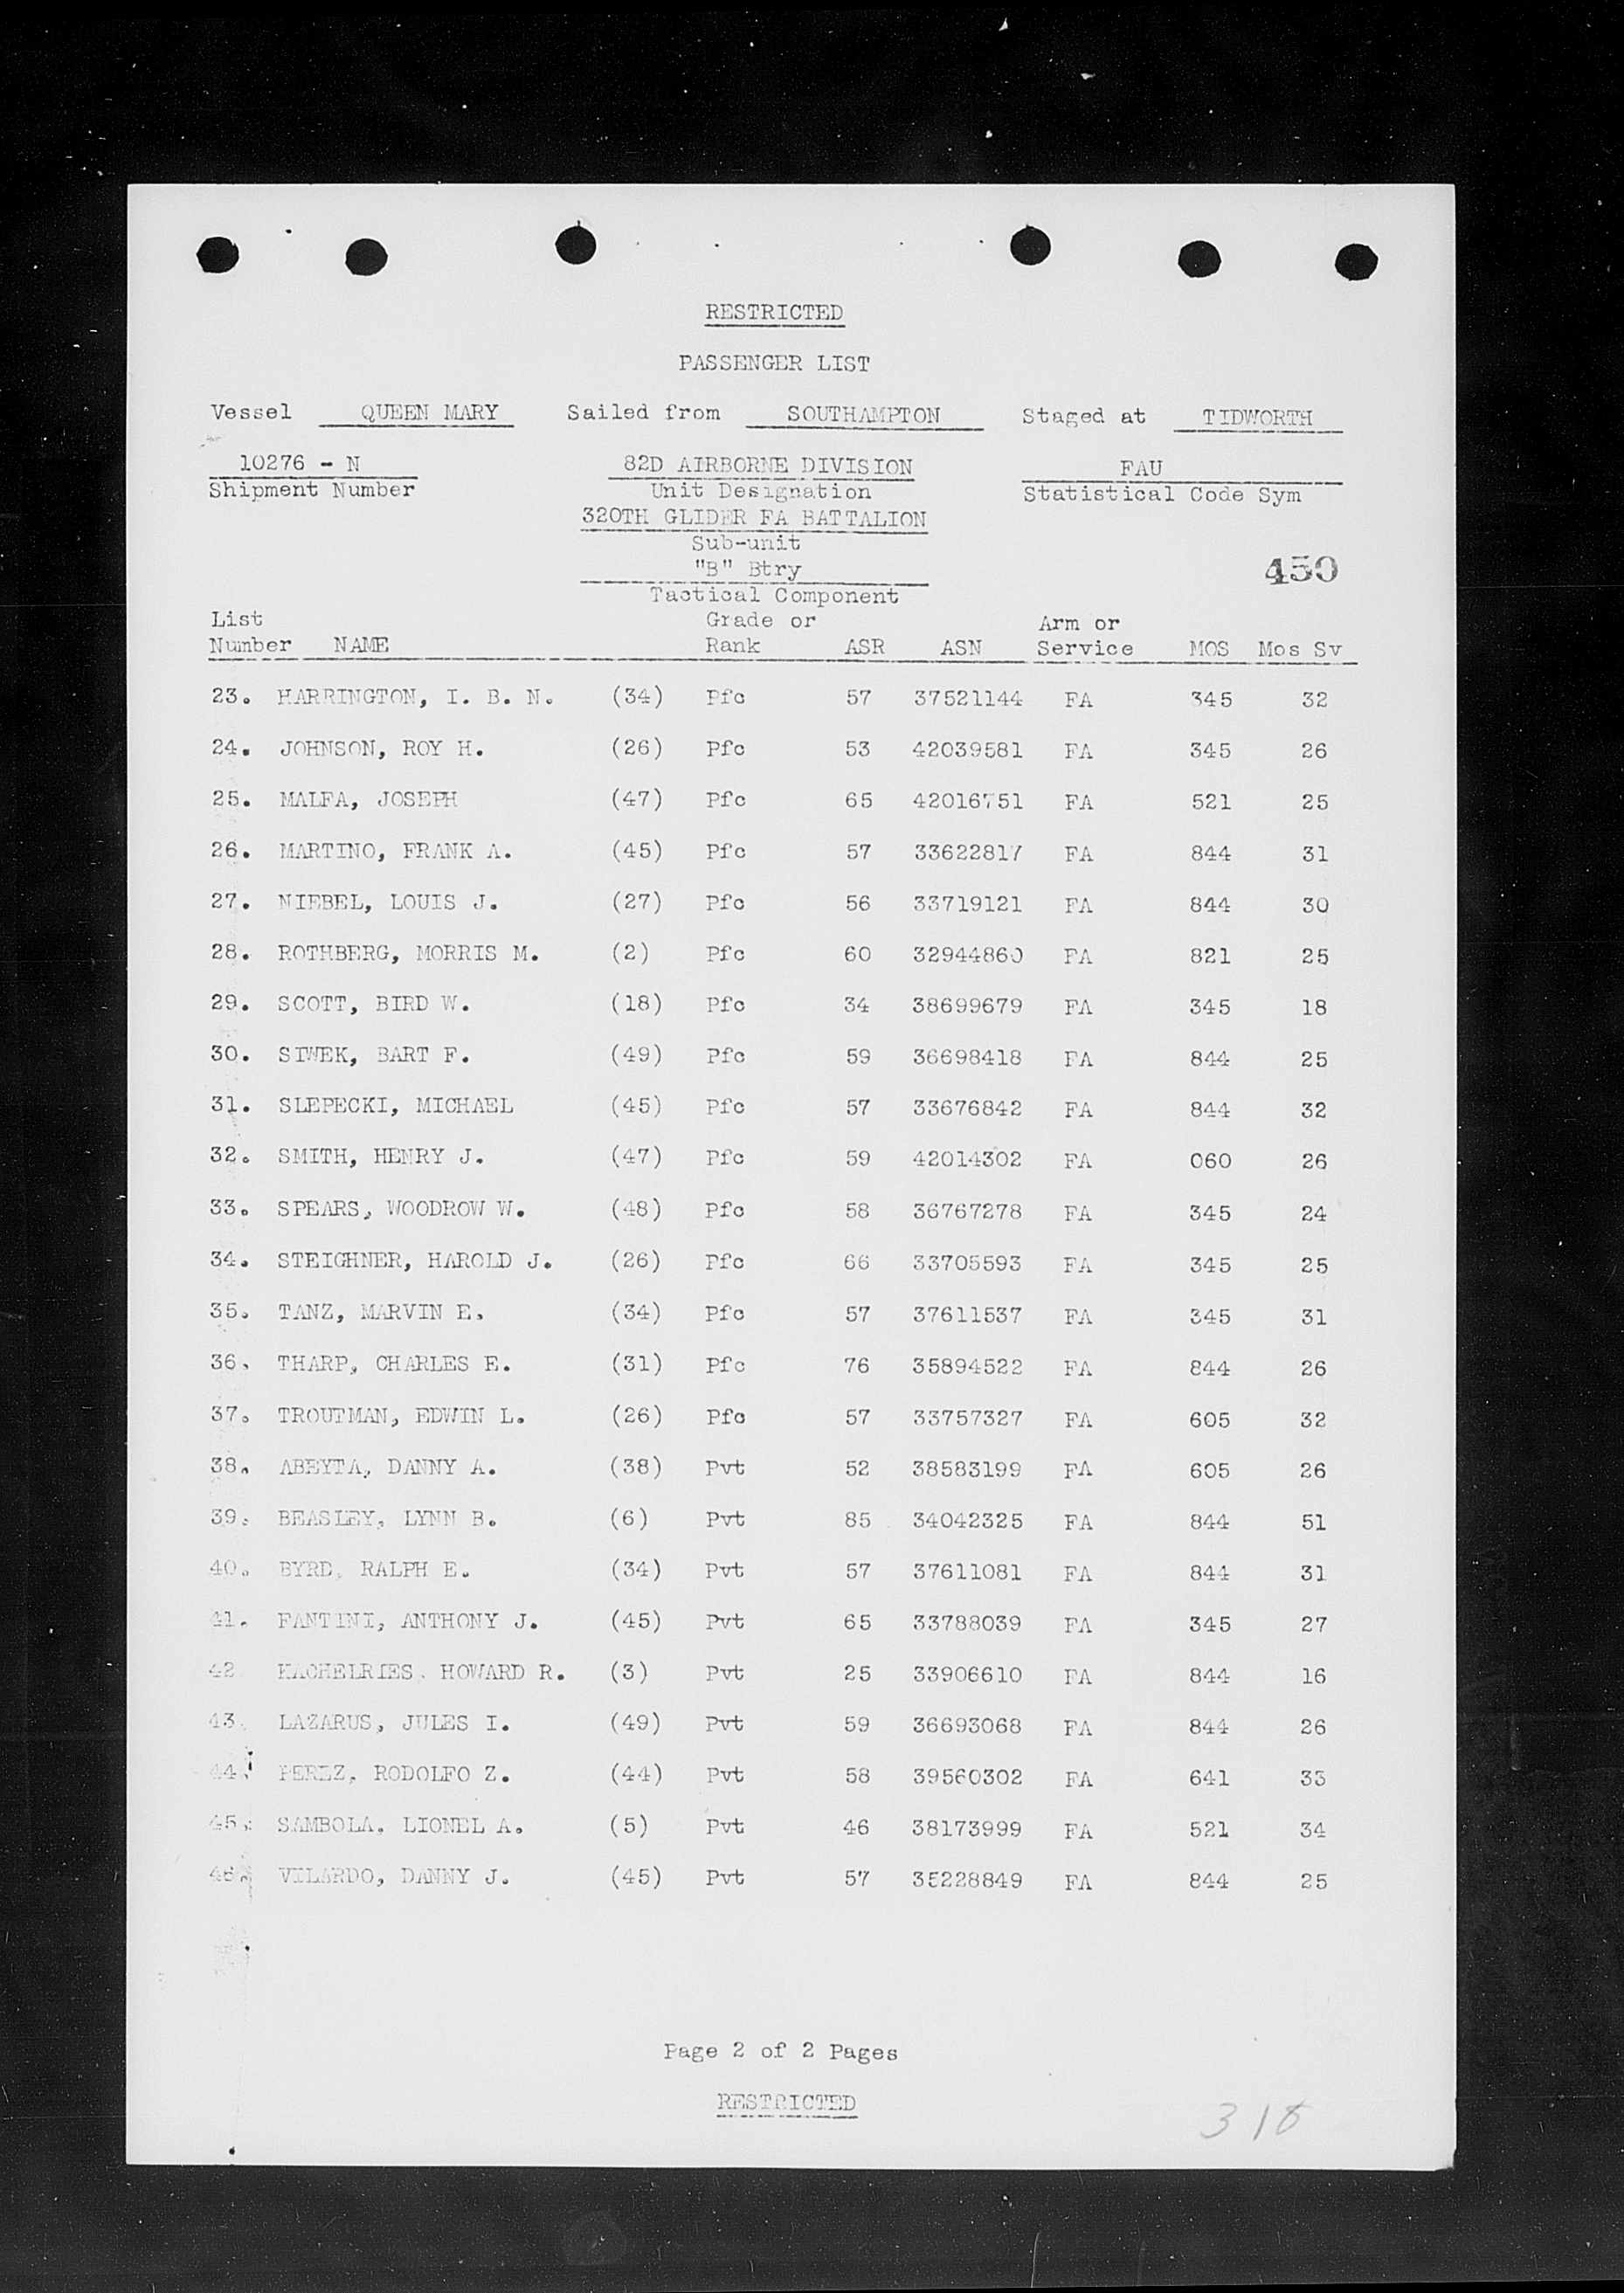 RESTRICTED
PASSENGER LIST
Vessel QUEEN MARY Sailed from SOUTHAMPTON Staged at TIDWORTH
10276 - N 82D AIRBORNE DIVISION FAU
Shipment Number Unit Designation Statistical Code Sym
320TH GLIDER FA BATTALION
Sub-unit
"B" Btry 450
Tactical Component
List Grade or Arm or
Number NAME Rank ASR ASN Service MOS Mos Sv
23. HARRINGTON, I. B. N. (34) Pfc 57 37521144 FA 345 32
24. JOHNSON, ROY H. (26) Pfc 53 42039581 FA 345 26
25. MALFA, JOSEPH (47) Pfc 65 42016751 FA 521 25
26. MARTINO, FRANK A. (45) Pfc 57 33622817 FA 844 31
27. NIEBEL, LOUIS J. (27) Pfc 56 33719121 FA 844 30
28. ROTHBERG, MORRIS M. (2) Pfc 60 32944860 FA 821 25
29. SCOTT, BIRD W. (18) Pfc 34 38699679 FA 345 18
30. SIWEK, BART F. (49) Pfc 59 36698418 FA 844 25
31. SLEPECKI, MICHAEL (45) Pfc 57 33676842 FA 844 32
32. SMITH, HENRY J. (47) Pfc 59 42014302 FA 060 26
33. SPEARS, WOODROW W. (48) Pfc 58 36767278 FA 345 24
34. STEIGHNER, HAROLD J. (26) Pfc 66 33705593 FA 345 25
35. TANZ, MARVIN E. (34) Pfc 57 37611537 FA 345 31
36. THARP, CHARLES E. (31) Pfc 76 35894522 FA 844 26
37. TROUTMAN, EDWIN L. (26) Pfc 57 33757327 FA 605 32
38. ABEYTA, DANNY A. (38) Pvt 52 38583199 FA 605 26
39. BEASLEY, LYNN B. (6) Pvt 85 34042325 FA 844 51
40. BYRD, RALPH E. (34) Pvt 57 37611081 FA 844 31
41. FANTINI, ANTHONY J. (45) Pvt 65 33788039 FA 345 27
42 KACHELRIES, HOWARD R. (3) Pvt 25 33906610 FA 844 16
43. LAZARUS, JULES I. (49) Pvt 59 36693068 FA 844 26
44. PEREZ, RODOLFO Z. (44) Pvt 58 39560302 FA 641 33
45. SAMBOLA, LIONEL A. (5) Pvt 46 38173999 FA 521 34
46. VILARDO, DANNY J. (45) Pvt 57 35228849 FA 844 25
Page 2 of 2 Pages
RESTRICTED
318